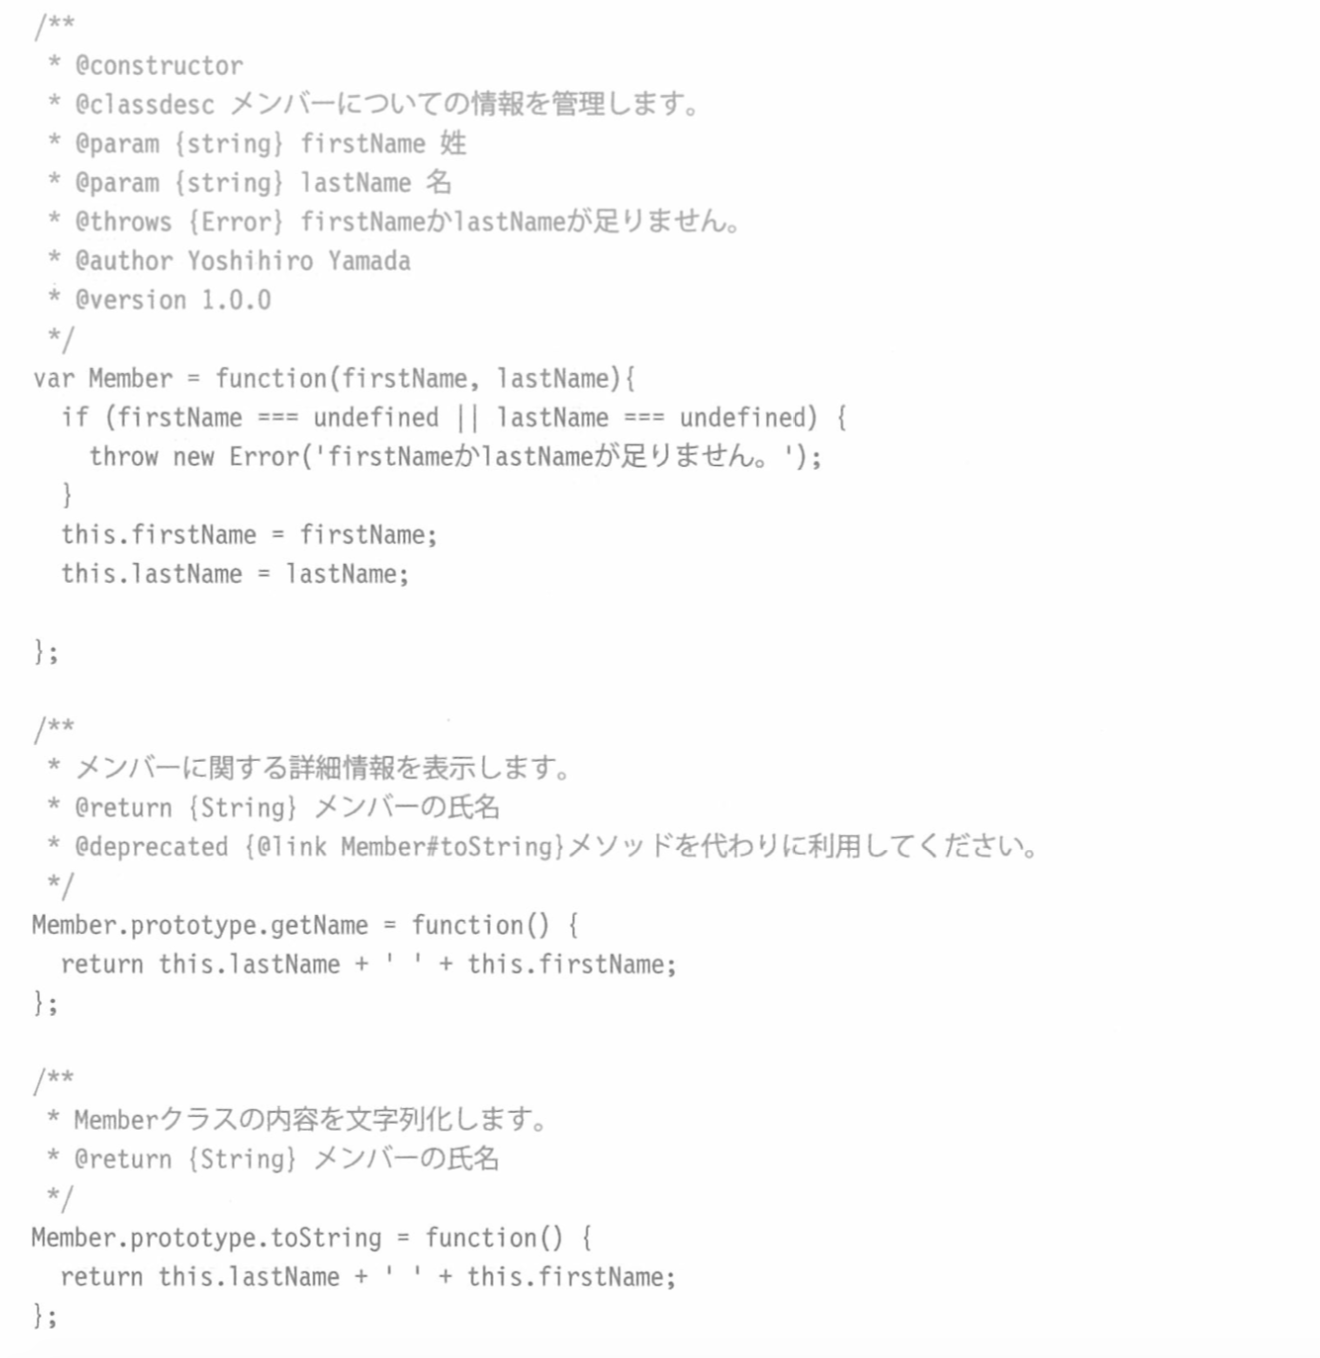 /**
 * @constructor
 * @classdesc メンバーについての情報を管理します。
 * @param {string} firstName 姓
 * @param {string} lastName 名
 * @throws {Error} firstNameかlastNameが足りません。
 * @author Yoshihiro Yamada
 * @version 1.0.0
 */
var Member = function(firstName, lastName){
  if (firstName === undefined || lastName === undefined) {
    throw new Error('firstNameかlastNameが足りません。');
  }
  this.firstName = firstName;
  this.lastName = lastName;

};

/**
 * メンバーに関する詳細情報を表示します。
 * @return {String} メンバーの氏名
 * @deprecated {@link Member#toString}メソッドを代わりに利用してください。
 */
Member.prototype.getName = function() {
  return this.lastName + ' ' + this.firstName;
};

/**
 * Memberクラスの内容を文字列化します。
 * @return {String} メンバーの氏名
 */
Member.prototype.toString = function() {
  return this.lastName + ' ' + this.firstName;
};